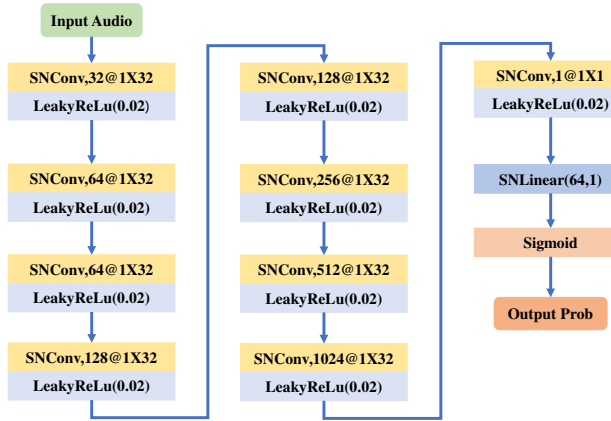 Input Audio
SNConv,32@1X32
LeakyReLu(0.02)
SNConv,64@1X32
LeakyReLu(0.02)
SNConv,64@1X32
LeakyReLu(0.02)
SNConv,128@1X32
LeakyReLu(0.02)
SNConv,128@1X32
LeakyReLu(0.02)
SNConv,256@1X32
LeakyReLu(0.02)
SNConv,512@1X32
LeakyReLu(0.02)
SNConv,1024@1X32
LeakyReLu(0.02)
SNConv,1@1X1
LeakyReLu(0.02)
SNLinear(64,1)
Sigmoid
Output Prob